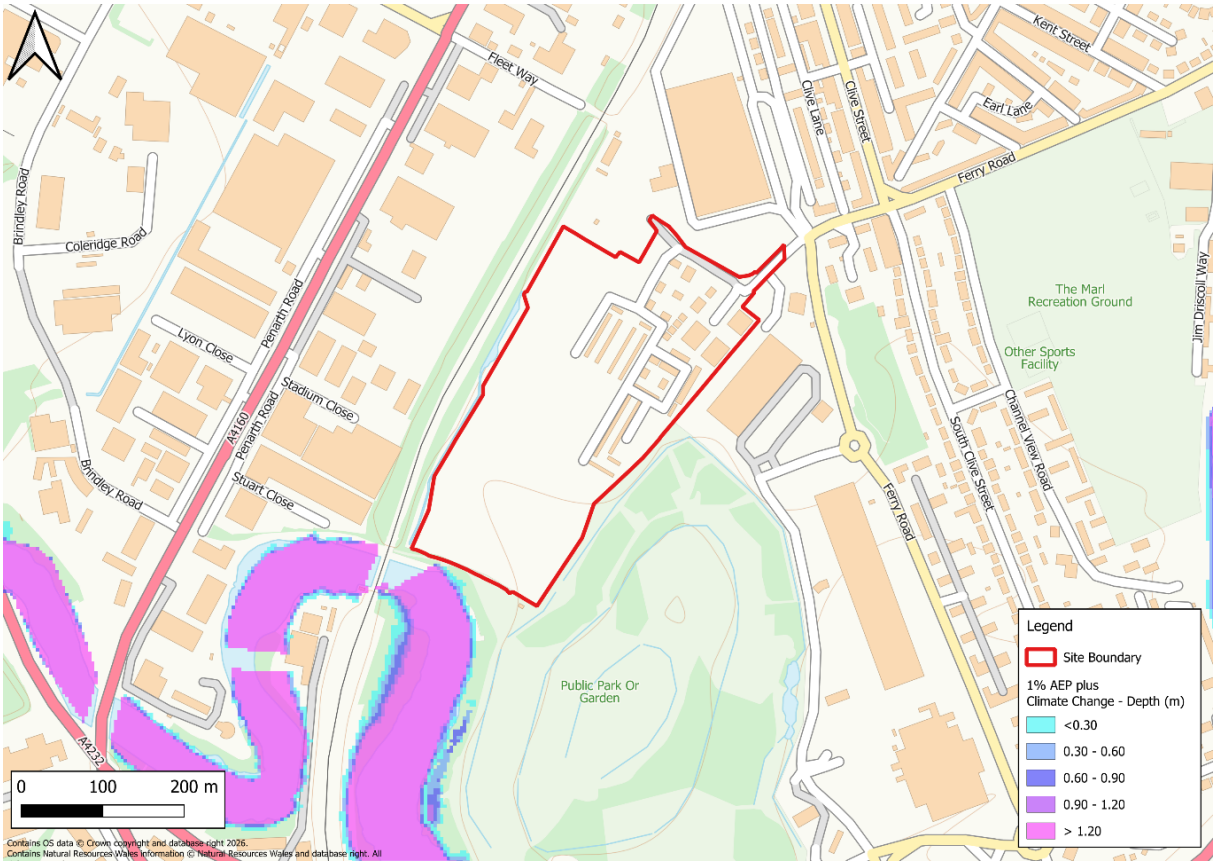 Kent Street
Fleet Way
Clive Lane
Clive Street
Earl Lane
Ferry Road
Brindley Road
Coleridge Road
Penarth Road
The Marl
Recreation Ground
Jim Driscoll Way
Lyon Close
Other Sports
Facility
Stadium Close
A4160
Penarth Road
Channel View Road
South Clive Street
Brindley Road
Stuart Close
Ferry Road
Public Park Or
Garden
A4232
Legend
Site Boundary
1% AEP plus
Climate Change - Depth (m)
<0.30
0.30 - 0.60
0.60 - 0.90
0.90 - 1.20
> 1.20
0 100 200 m
Contains OS data © Crown copyright and database right 2026.
Contains Natural Resources Wales information © Natural Resources Wales and database right. All